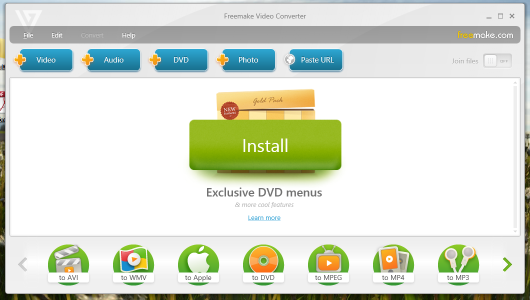 Freemake Video Converter
File Edit Convert Help
freemake.com
Video Audio DVD Photo Paste URL
Join files OFF
Gold Pack
NEW
Install
Exclusive DVD menus
& more cool features
Learn more
to AVI to WMV to Apple to DVD to MPEG to MP4 to MP3